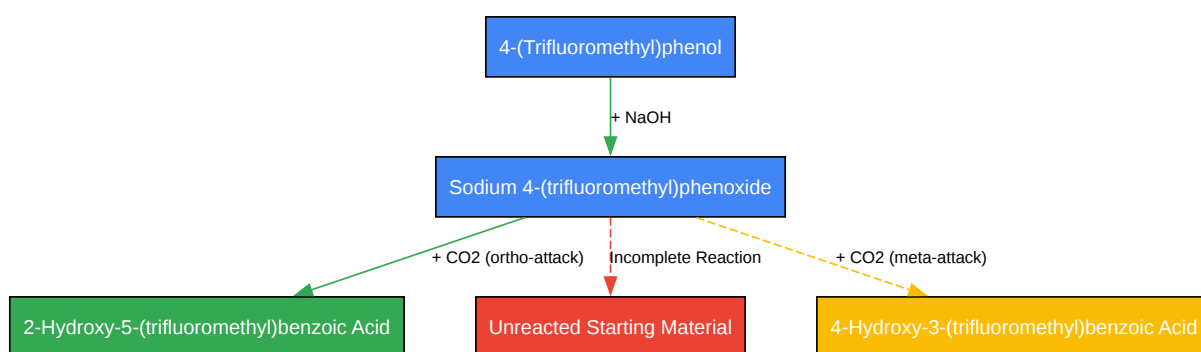 4-(Trifluoromethyl)phenol
+ NaOH
Sodium 4-(trifluoromethyl)phenoxide
+ CO2 (ortho-attack)
Incomplete Reaction
+ CO2 (meta-attack)
2-Hydroxy-5-(trifluoromethyl)benzoic Acid
Unreacted Starting Material
4-Hydroxy-3-(trifluoromethyl)benzoic Acid